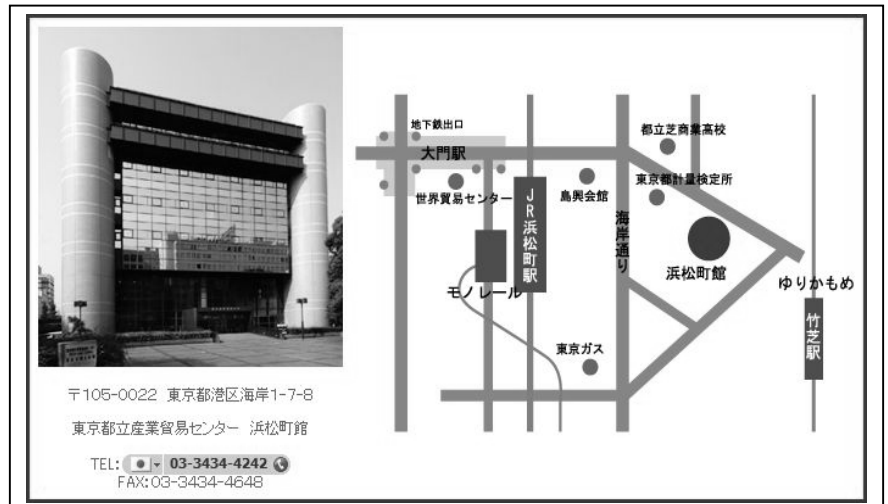 地下鉄出口
大門駅
世界貿易センター
JR浜松町駅
モノレール
島興会館
海岸通り
都立芝商業高校
東京都計量検定所
浜松町館
ゆりかもめ
竹芝駅
東京ガス
〒105-0022 東京都港区海岸1-7-8
東京都立産業貿易センター 浜松町館
TEL: 03-3434-4242
FAX:03-3434-4648